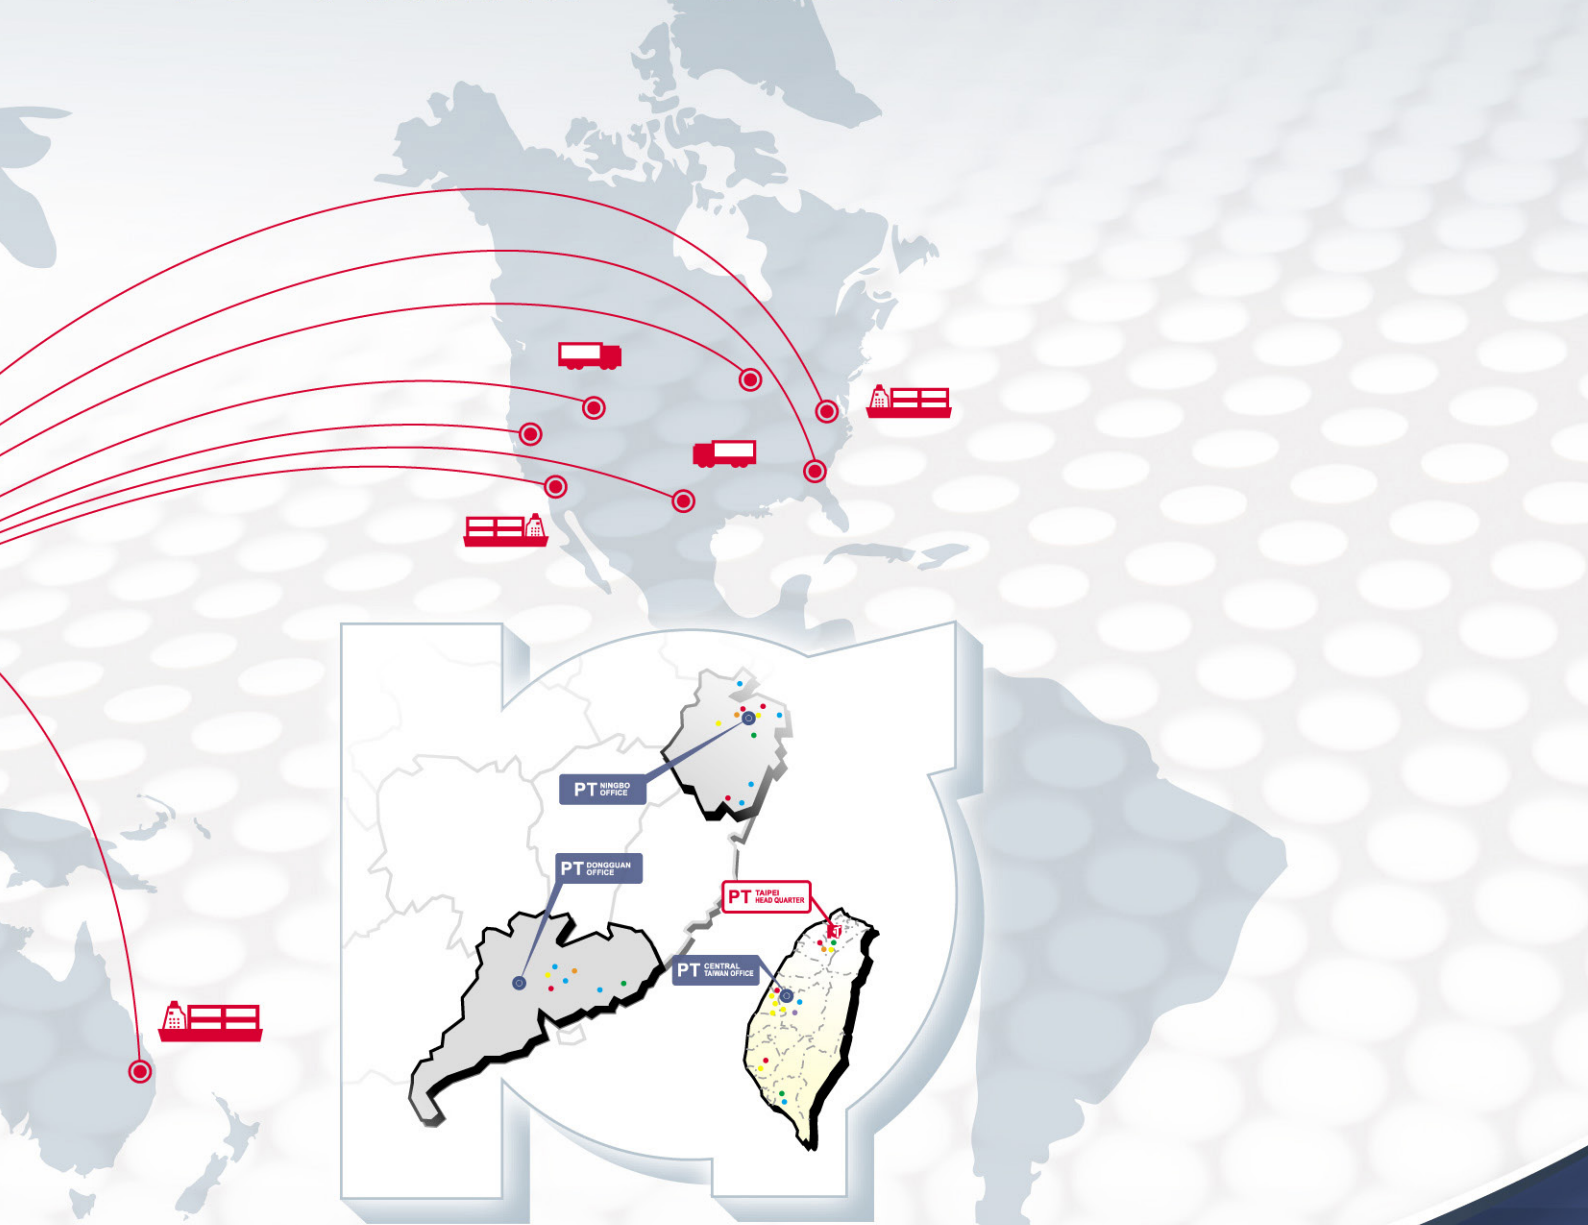 PT NINGBO
OFFICE
PT DONGGUAN
OFFICE
PT TAIPEI
HEAD QUARTER
PT CENTRAL
TAIWAN OFFICE